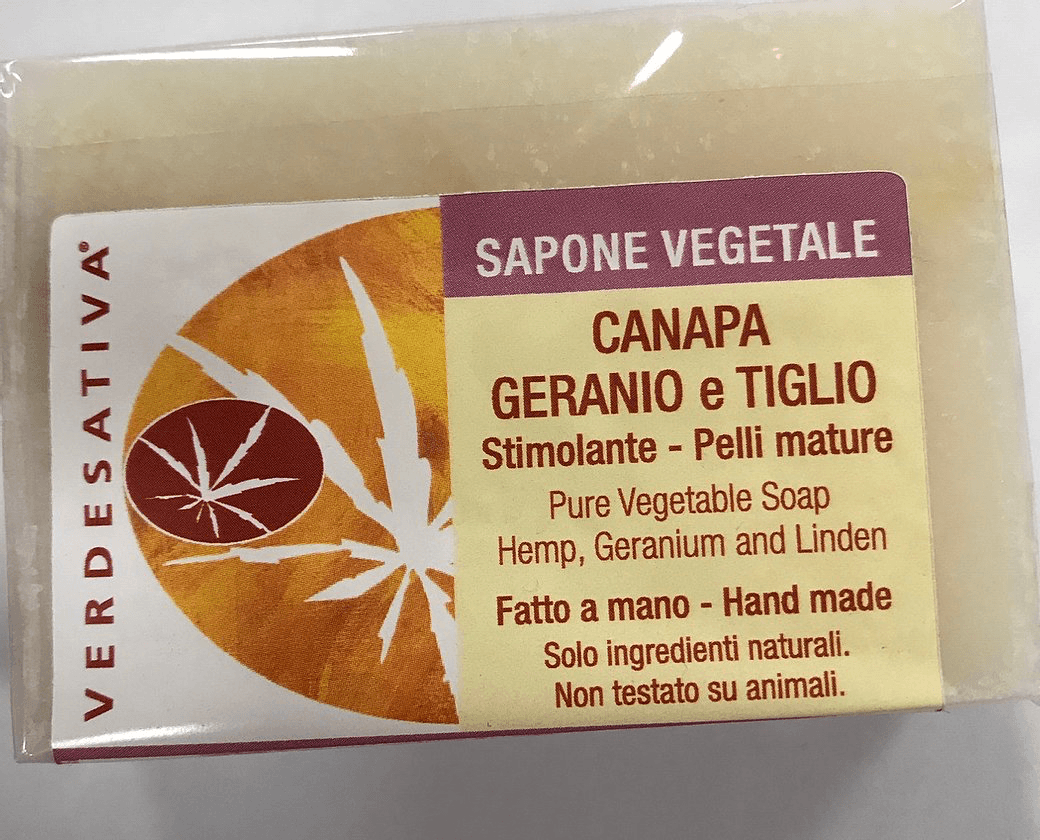 VERDESATIVA®
SAPONE VEGETALE
CANAPA
GERANIO e TIGLIO
Stimolante - Pelli mature
Pure Vegetable Soap
Hemp, Geranium and Linden
Fatto a mano - Hand made
Solo ingredienti naturali.
Non testato su animali.